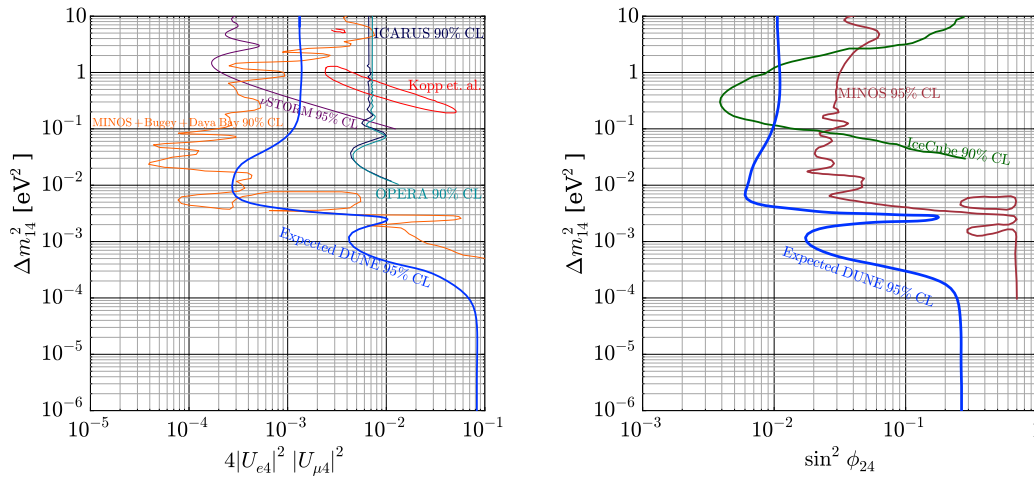 10
1
10⁻¹
10⁻²
10⁻³
10⁻⁴
10⁻⁵
10⁻⁶
Δm²₁₄ [eV²]
ICARUS 90% CL
Kopp et. al.
νSTORM 95% CL
MINOS+Bugey+Daya Bay 90% CL
OPERA 90% CL
Expected DUNE 95% CL
10⁻⁵ 10⁻⁴ 10⁻³ 10⁻² 10⁻¹
4|Uₑ₄|² |U_μ4|²
10
1
10⁻¹
10⁻²
10⁻³
10⁻⁴
10⁻⁵
10⁻⁶
Δm²₁₄ [eV²]
MINOS 95% CL
IceCube 90% CL
Expected DUNE 95% CL
10⁻³ 10⁻² 10⁻¹
sin² ϕ₂₄